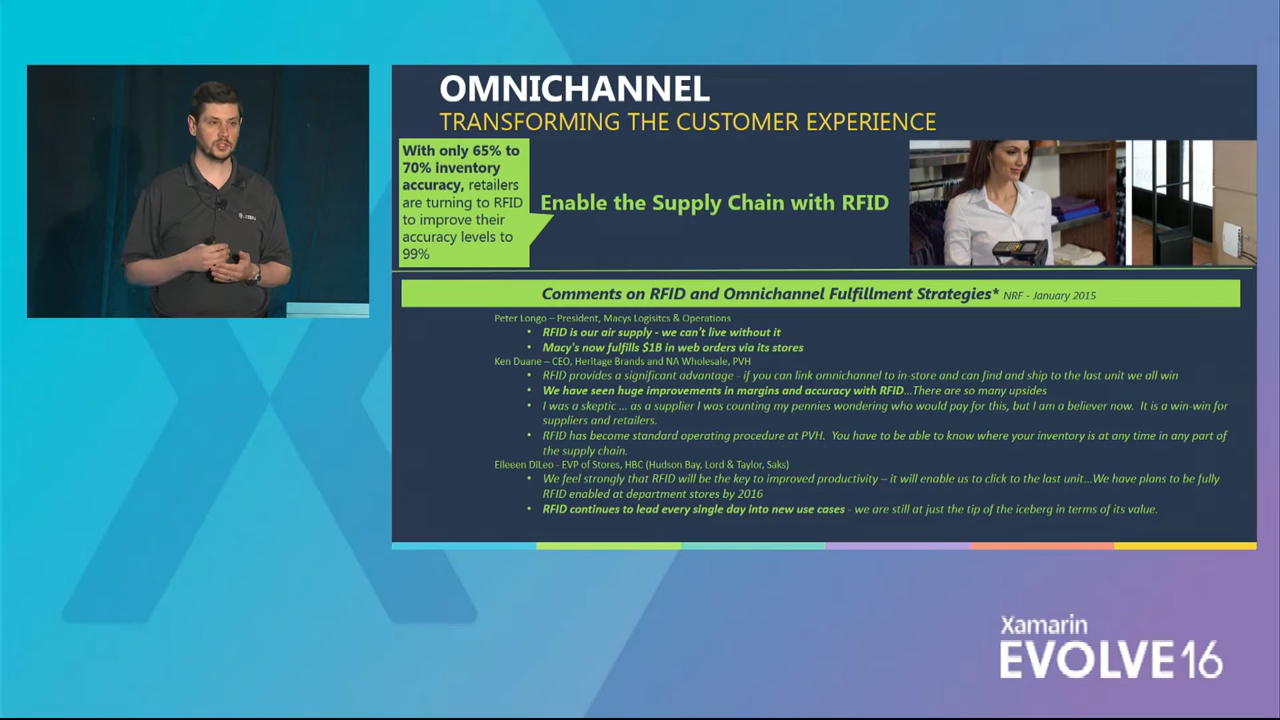 OMNICHANNEL
TRANSFORMING THE CUSTOMER EXPERIENCE
With only 65% to
70% inventory
accuracy, retailers
are turning to RFID
to improve their
accuracy levels to
99%
Enable the Supply Chain with RFID
Comments on RFID and Omnichannel Fulfillment Strategies* NRF - January 2015
Peter Longo – President, Macys Logisitcs & Operations
• RFID is our air supply - we can't live without it
• Macy's now fulfills $1B in web orders via its stores
Ken Duane – CEO, Heritage Brands and NA Wholesale, PVH
• RFID provides a significant advantage - if you can link omnichannel to in-store and can find and ship to the last unit we all win
• We have seen huge improvements in margins and accuracy with RFID...There are so many upsides
• I was a skeptic ... as a supplier I was counting my pennies wondering who would pay for this, but I am a believer now. It is a win-win for
suppliers and retailers.
• RFID has become standard operating procedure at PVH. You have to be able to know where your inventory is at any time in any part of
the supply chain.
Eileeen DiLeo - EVP of Stores, HBC (Hudson Bay, Lord & Taylor, Saks)
• We feel strongly that RFID will be the key to improved productivity – it will enable us to click to the last unit...We have plans to be fully
RFID enabled at department stores by 2016
• RFID continues to lead every single day into new use cases - we are still at just the tip of the iceberg in terms of its value.
Xamarin
EVOLVE 16